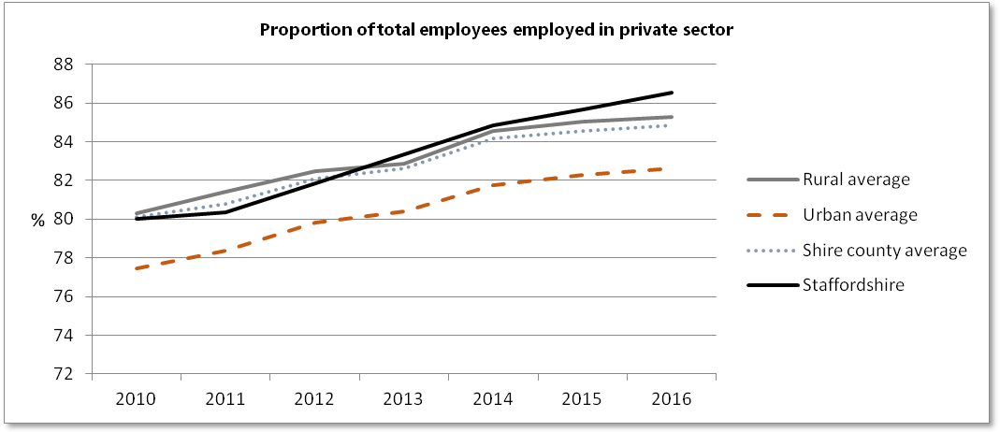 Proportion of total employees employed in private sector
88
86
84
82
80
78
76
74
72
%
2010 2011 2012 2013 2014 2015 2016
Rural average
Urban average
Shire county average
Staffordshire